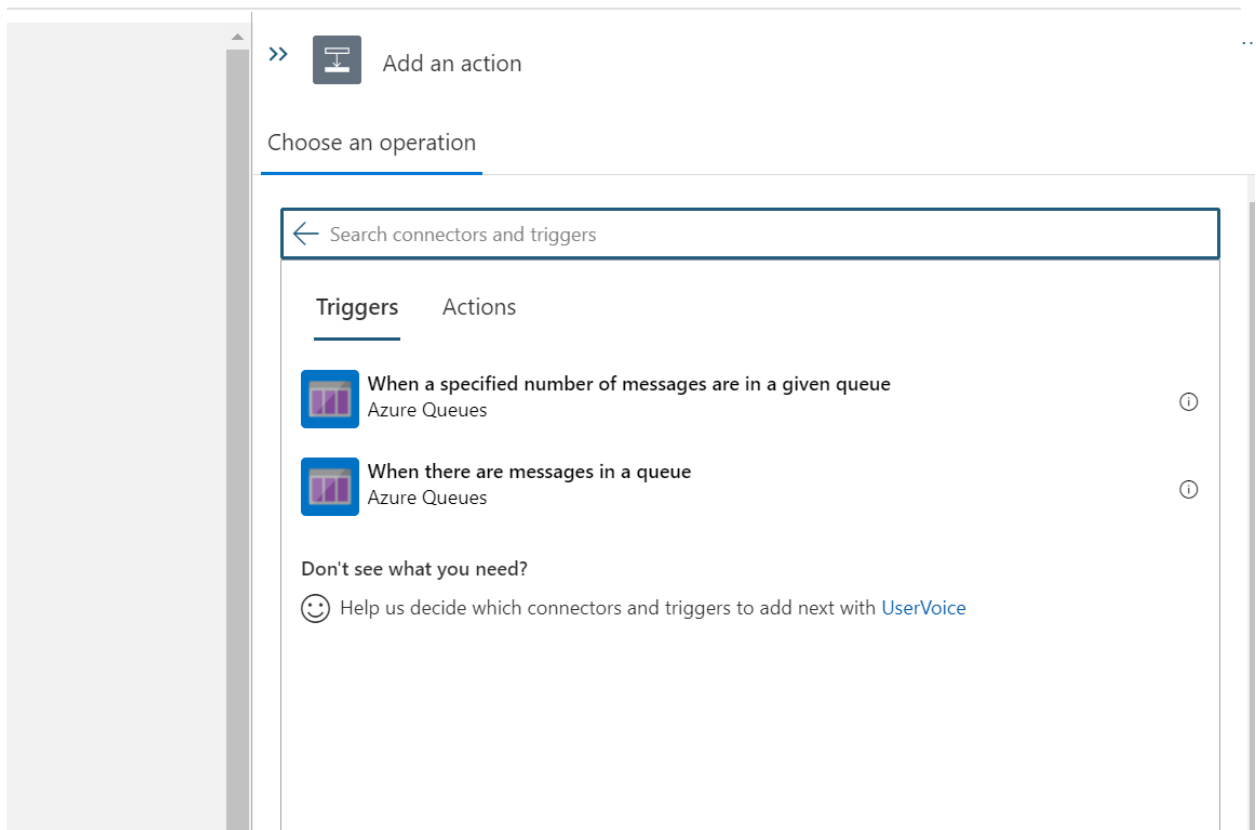 Add an action
Choose an operation
Search connectors and triggers
Triggers Actions
When a specified number of messages are in a given queue
Azure Queues
When there are messages in a queue
Azure Queues
Don't see what you need?
Help us decide which connectors and triggers to add next with UserVoice